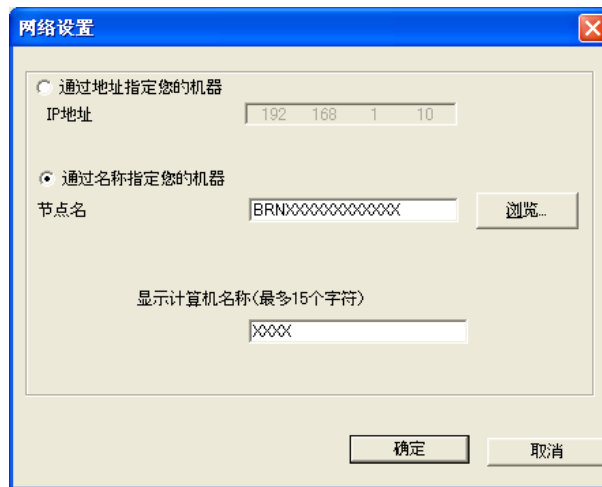 网络设置
通过地址指定您的机器
IP地址 192 168 1 10
通过名称指定您的机器
节点名 BRNXXXXXXXXXXXX 浏览...
显示计算机名称(最多15个字符)
XXXX
确定 取消